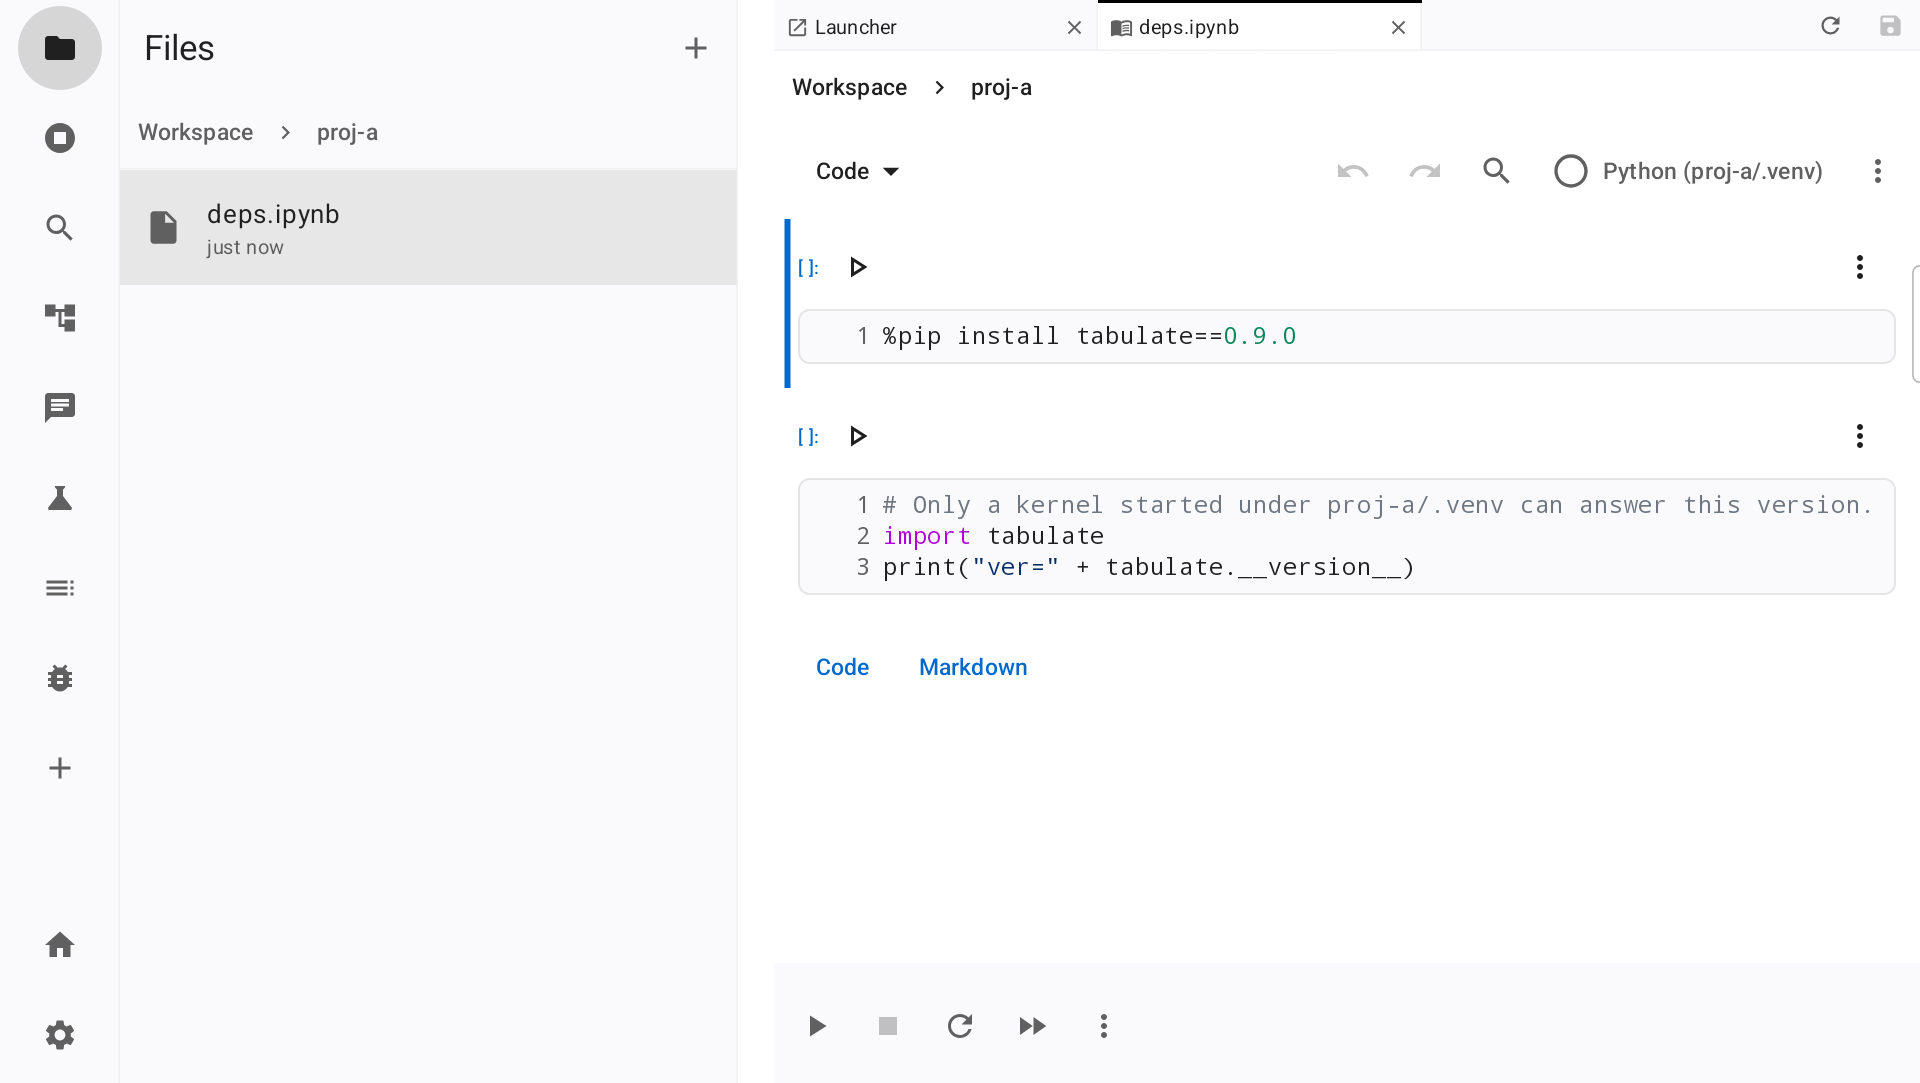 Files
Workspace > proj-a
deps.ipynb
just now
Launcher
deps.ipynb
Workspace > proj-a
Code
Python (proj-a/.venv)
[ ]:
1 %pip install tabulate==0.9.0
[ ]:
1 # Only a kernel started under proj-a/.venv can answer this version.
2 import tabulate
3 print("ver=" + tabulate.__version__)
Code Markdown